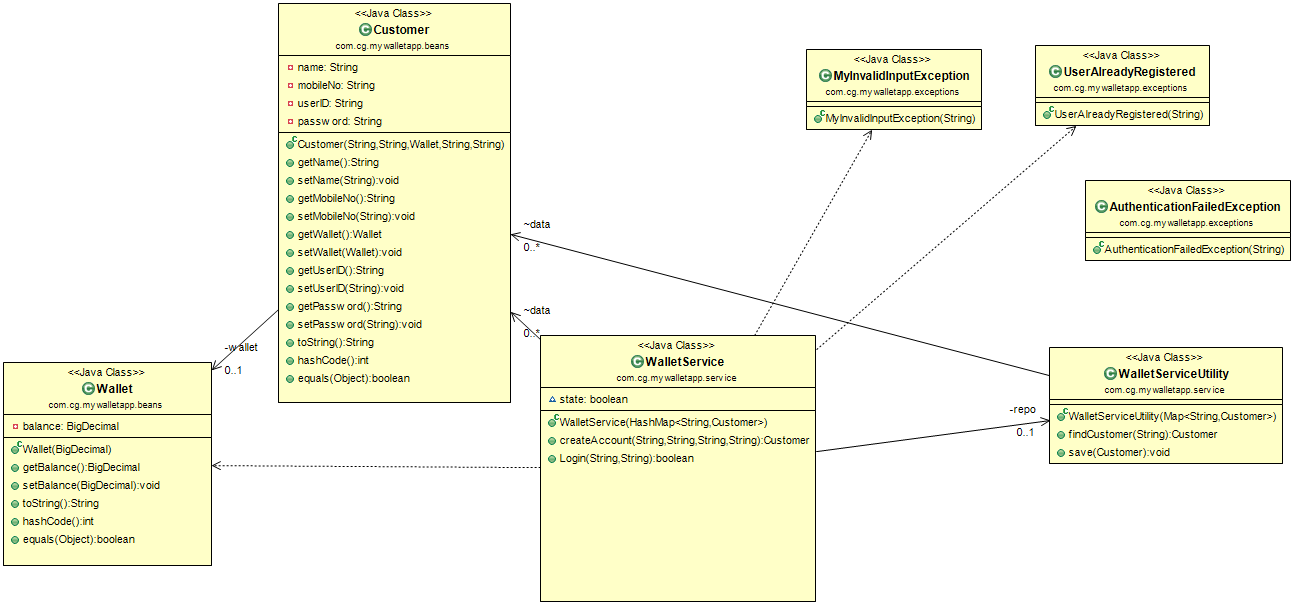 <<Java Class>>
Customer
com.cg.mywalletapp.beans
name: String
mobileNo: String
userID: String
password: String
Customer(String,String,Wallet,String,String)
getName():String
setName(String):void
getMobileNo():String
setMobileNo(String):void
getWallet():Wallet
setWallet(Wallet):void
getUserID():String
setUserID(String):void
getPassword():String
setPassword(String):void
toString():String
hashCode():int
equals(Object):boolean
<<Java Class>>
MyInvalidInputException
com.cg.mywalletapp.exceptions
MyInvalidInputException(String)
<<Java Class>>
UserAlreadyRegistered
com.cg.mywalletapp.exceptions
UserAlreadyRegistered(String)
<<Java Class>>
AuthenticationFailedException
com.cg.mywalletapp.exceptions
AuthenticationFailedException(String)
~data
0..*
~data
0..*
-wallet
0..1
<<Java Class>>
Wallet
com.cg.mywalletapp.beans
balance: BigDecimal
Wallet(BigDecimal)
getBalance():BigDecimal
setBalance(BigDecimal):void
toString():String
hashCode():int
equals(Object):boolean
<<Java Class>>
WalletService
com.cg.mywalletapp.service
state: boolean
WalletService(HashMap<String,Customer>)
createAccount(String,String,String,String):Customer
Login(String,String):boolean
-repo
0..1
<<Java Class>>
WalletServiceUtility
com.cg.mywalletapp.service
WalletServiceUtility(Map<String,Customer>)
findCustomer(String):Customer
save(Customer):void